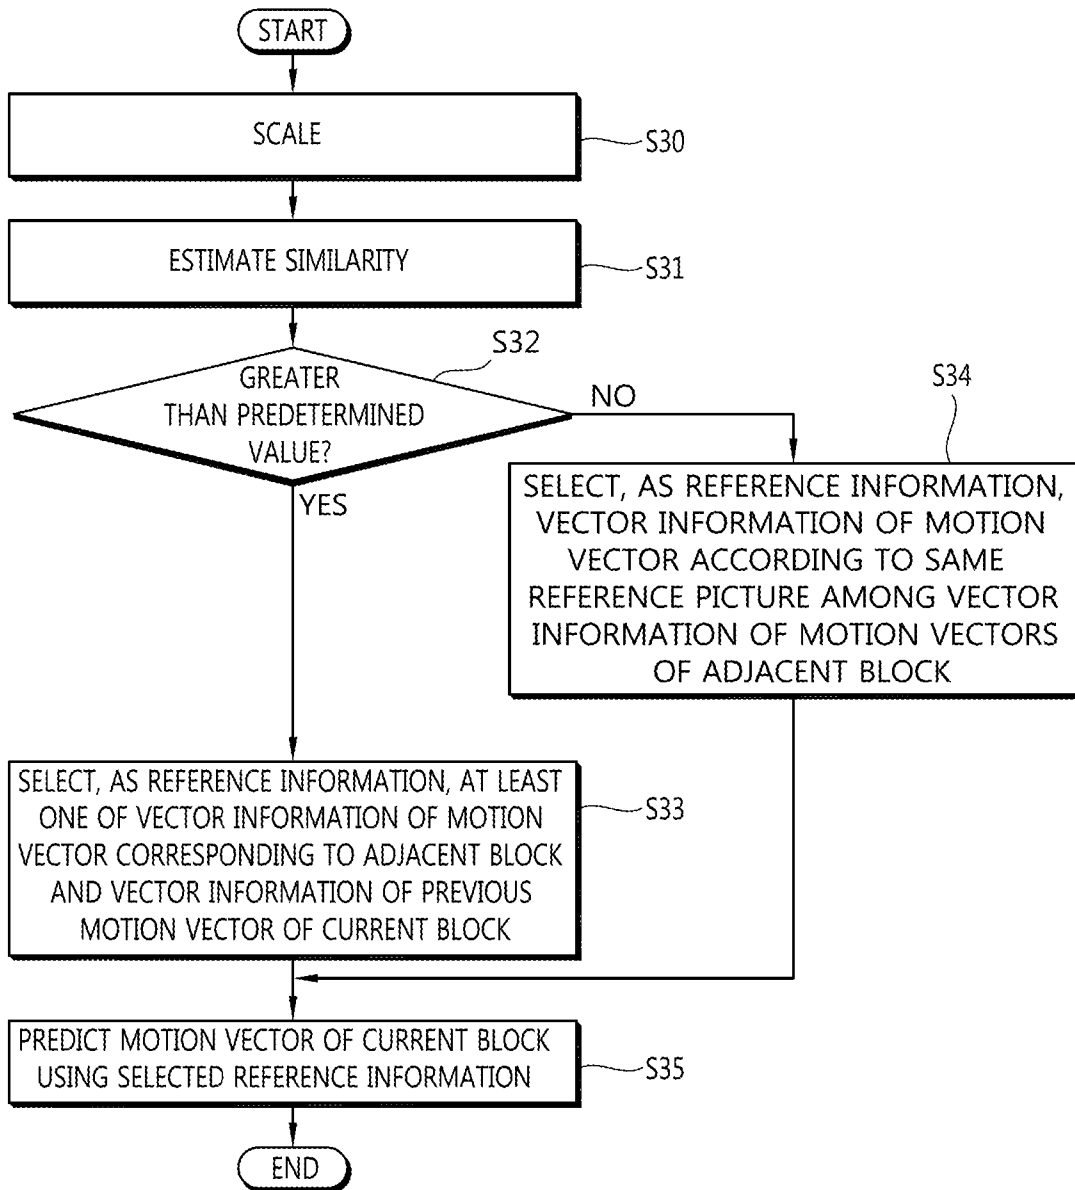 START
SCALE
S30
ESTIMATE SIMILARITY
S31
S32
GREATER
THAN PREDETERMINED
VALUE?
NO
YES
S34
SELECT, AS REFERENCE INFORMATION,
VECTOR INFORMATION OF MOTION
VECTOR ACCORDING TO SAME
REFERENCE PICTURE AMONG VECTOR
INFORMATION OF MOTION VECTORS
OF ADJACENT BLOCK
SELECT, AS REFERENCE INFORMATION, AT LEAST
ONE OF VECTOR INFORMATION OF MOTION
VECTOR CORRESPONDING TO ADJACENT BLOCK
AND VECTOR INFORMATION OF PREVIOUS
MOTION VECTOR OF CURRENT BLOCK
S33
PREDICT MOTION VECTOR OF CURRENT BLOCK
USING SELECTED REFERENCE INFORMATION
S35
END